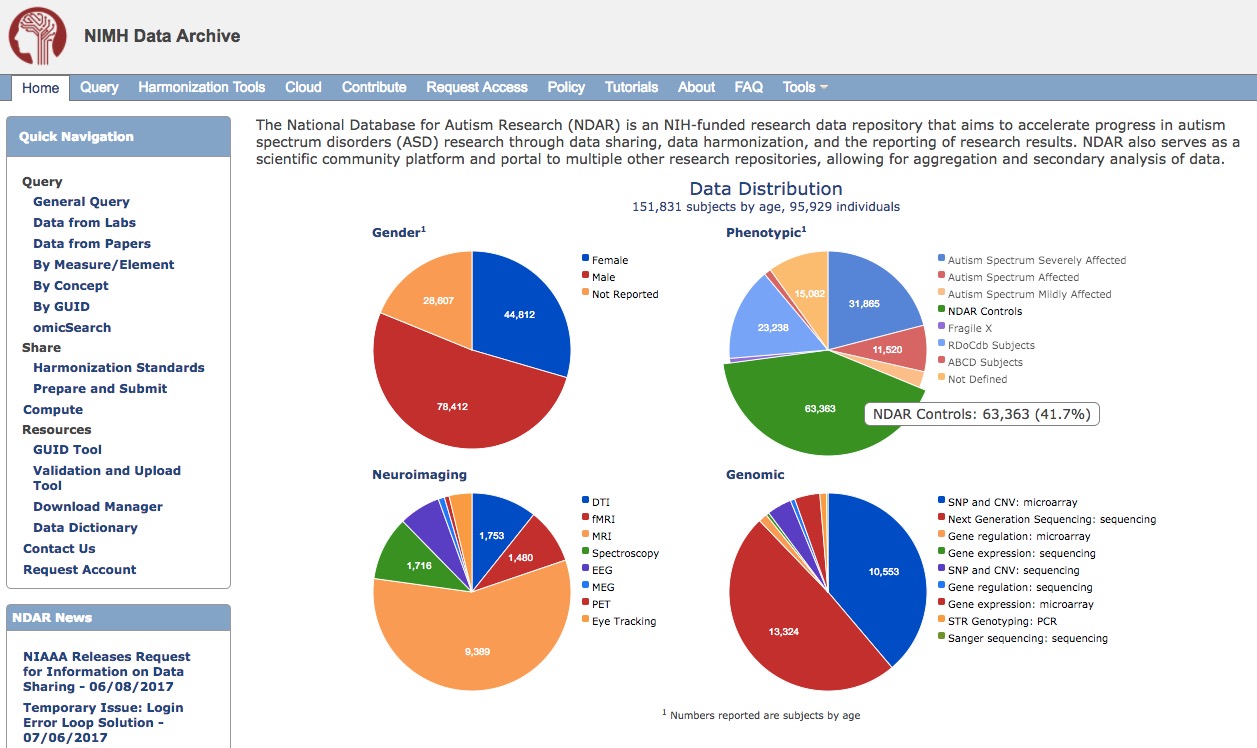 NIMH Data Archive
Home Query Harmonization Tools Cloud Contribute Request Access Policy Tutorials About FAQ Tools
Quick Navigation
Query
General Query
Data from Labs
Data from Papers
By Measure/Element
By Concept
By GUID
omicSearch
Share
Harmonization Standards
Prepare and Submit
Compute
Resources
GUID Tool
Validation and Upload
Tool
Download Manager
Data Dictionary
Contact Us
Request Account
NDAR News
NIAAA Releases Request
for Information on Data
Sharing - 06/08/2017
Temporary Issue: Login
Error Loop Solution -
07/06/2017
The National Database for Autism Research (NDAR) is an NIH-funded research data repository that aims to accelerate progress in autism
spectrum disorders (ASD) research through data sharing, data harmonization, and the reporting of research results. NDAR also serves as a
scientific community platform and portal to multiple other research repositories, allowing for aggregation and secondary analysis of data.
Data Distribution
151,831 subjects by age, 95,929 individuals
Gender1
28,607
44,812
78,412
Female
Male
Not Reported
Phenotypic1
15,082
31,865
23,238
11,520
63,363
Autism Spectrum Severely Affected
Autism Spectrum Affected
Autism Spectrum Mildly Affected
NDAR Controls
Fragile X
RDoCdb Subjects
ABCD Subjects
Not Defined
NDAR Controls: 63,363 (41.7%)
Neuroimaging
1,753
1,480
1,716
9,389
DTI
fMRI
MRI
Spectroscopy
EEG
MEG
PET
Eye Tracking
Genomic
10,553
13,324
SNP and CNV: microarray
Next Generation Sequencing: sequencing
Gene regulation: microarray
Gene expression: sequencing
SNP and CNV: sequencing
Gene regulation: sequencing
Gene expression: microarray
STR Genotyping: PCR
Sanger sequencing: sequencing
1 Numbers reported are subjects by age